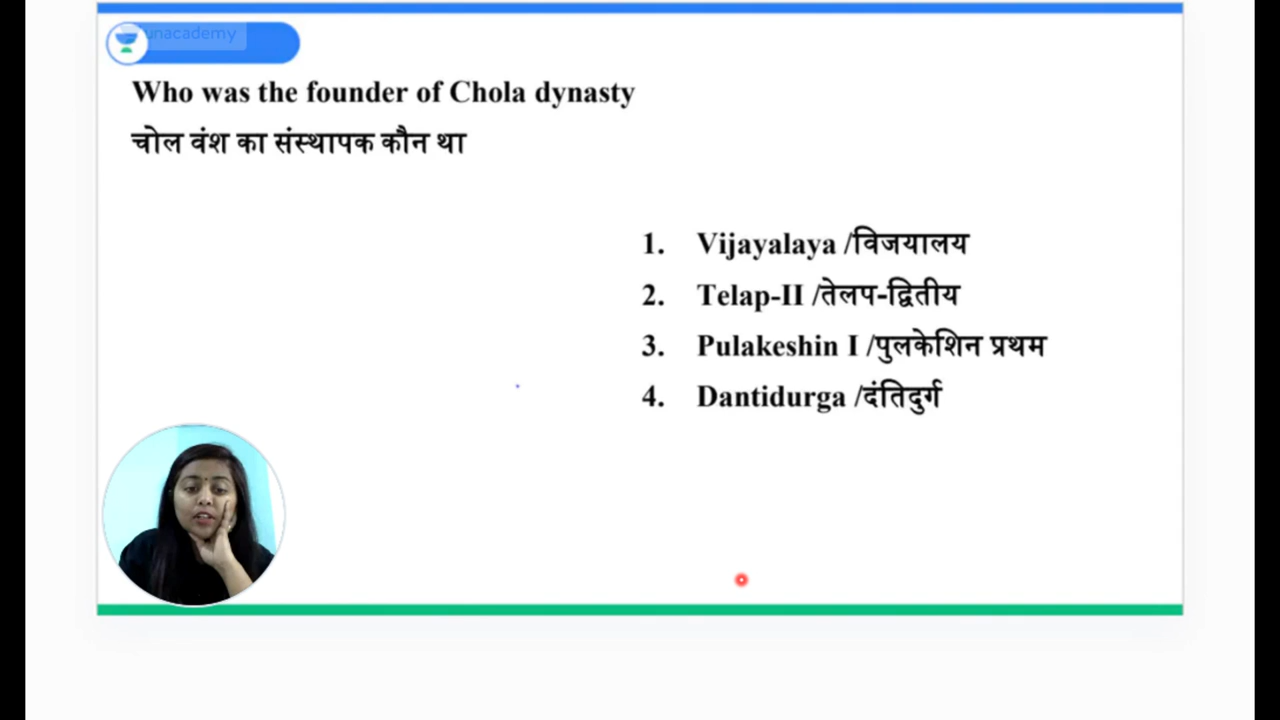 unacademy
Who was the founder of Chola dynasty
चोल वंश का संस्थापक कौन था
1. Vijayalaya /विजयालय
2. Telap-II /तेलप-द्वितीय
3. Pulakeshin I /पुलकेशिन प्रथम
4. Dantidurga /दंतिदुर्ग